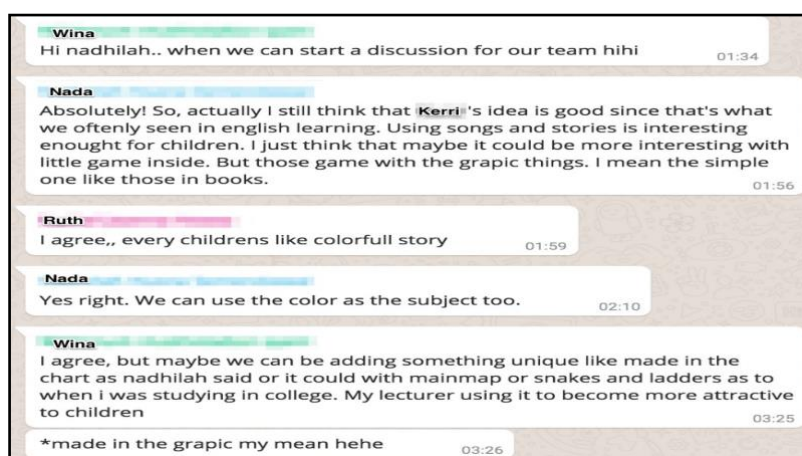 Wina
Hi nadhilah.. when we can start a discussion for our team hihi
01:34
Nada
Absolutely! So, actually I still think that Kerri 's idea is good since that's what
we oftenly seen in english learning. Using songs and stories is interesting
enought for children. I just think that maybe it could be more interesting with
little game inside. But those game with the grapic things. I mean the simple
one like those in books.
01:56
Ruth
I agree,, every childrens like colorfull story
01:59
Nada
Yes right. We can use the color as the subject too.
02:10
Wina
I agree, but maybe we can be adding something unique like made in the
chart as nadhilah said or it could with mainmap or snakes and ladders as to
when i was studying in college. My lecturer using it to become more attractive
to children
03:25
*made in the grapic my mean hehe
03:26